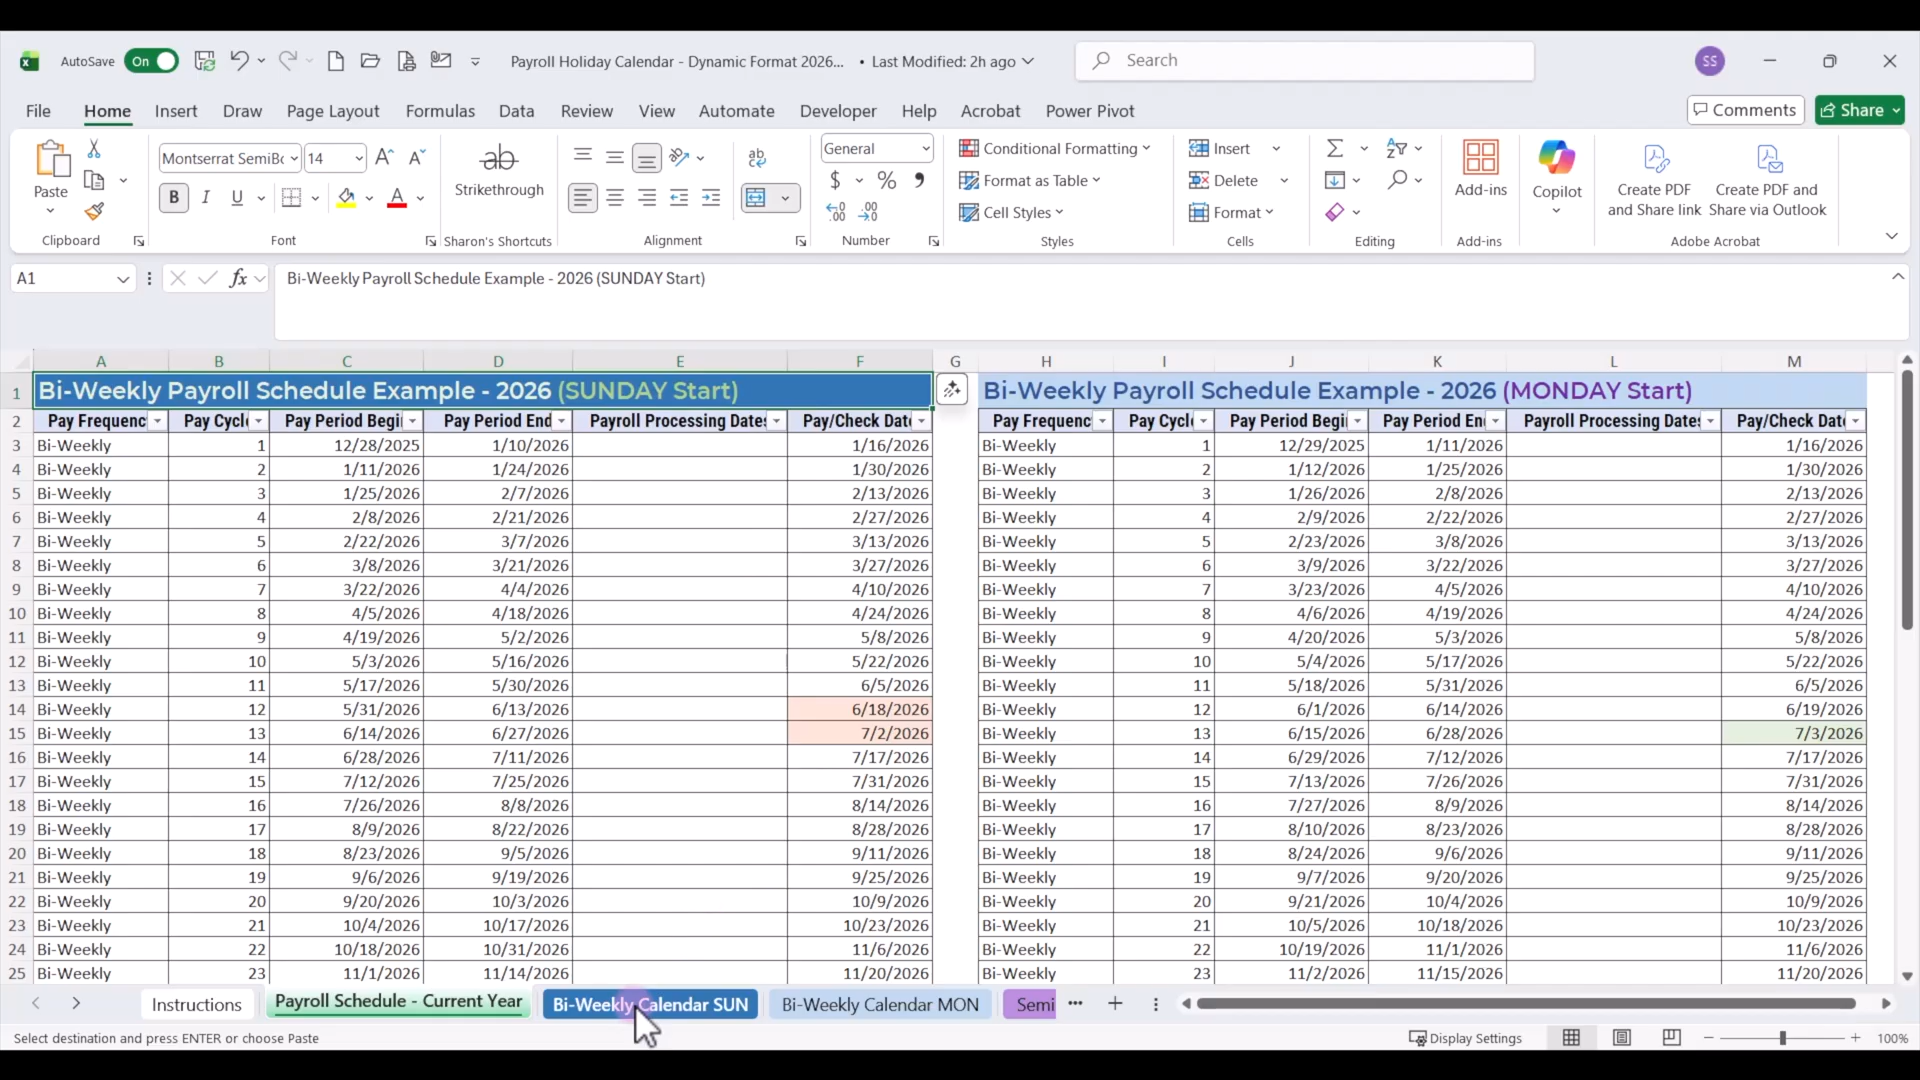 AutoSave On Payroll Holiday Calendar - Dynamic Format 2026... • Last Modified: 2h ago Search SS
File Home Insert Draw Page Layout Formulas Data Review View Automate Developer Help Acrobat Power Pivot Comments Share
Paste
Clipboard
Montserrat SemiB 14
B I U
Font
ab
Strikethrough
Sharon's Shortcuts
Alignment
General
$ % 9
Number
Conditional Formatting
Format as Table
Cell Styles
Styles
Insert
Delete
Format
Cells
Editing
Add-ins
Add-ins
Copilot
Create PDF and Share link
Create PDF and Share via Outlook
Adobe Acrobat
A1 fx Bi-Weekly Payroll Schedule Example - 2026 (SUNDAY Start)
A B C D E F G H I J K L M
1 Bi-Weekly Payroll Schedule Example - 2026 (SUNDAY Start) Bi-Weekly Payroll Schedule Example - 2026 (MONDAY Start)
2 Pay Frequenc Pay Cycl Pay Period Begi Pay Period End Payroll Processing Date Pay/Check Dat Pay Frequenc Pay Cycl Pay Period Begi Pay Period En Payroll Processing Date Pay/Check Dat
3 Bi-Weekly 1 12/28/2025 1/10/2026 1/16/2026 Bi-Weekly 1 12/29/2025 1/11/2026 1/16/2026
4 Bi-Weekly 2 1/11/2026 1/24/2026 1/30/2026 Bi-Weekly 2 1/12/2026 1/25/2026 1/30/2026
5 Bi-Weekly 3 1/25/2026 2/7/2026 2/13/2026 Bi-Weekly 3 1/26/2026 2/8/2026 2/13/2026
6 Bi-Weekly 4 2/8/2026 2/21/2026 2/27/2026 Bi-Weekly 4 2/9/2026 2/22/2026 2/27/2026
7 Bi-Weekly 5 2/22/2026 3/7/2026 3/13/2026 Bi-Weekly 5 2/23/2026 3/8/2026 3/13/2026
8 Bi-Weekly 6 3/8/2026 3/21/2026 3/27/2026 Bi-Weekly 6 3/9/2026 3/22/2026 3/27/2026
9 Bi-Weekly 7 3/22/2026 4/4/2026 4/10/2026 Bi-Weekly 7 3/23/2026 4/5/2026 4/10/2026
10 Bi-Weekly 8 4/5/2026 4/18/2026 4/24/2026 Bi-Weekly 8 4/6/2026 4/19/2026 4/24/2026
11 Bi-Weekly 9 4/19/2026 5/2/2026 5/8/2026 Bi-Weekly 9 4/20/2026 5/3/2026 5/8/2026
12 Bi-Weekly 10 5/3/2026 5/16/2026 5/22/2026 Bi-Weekly 10 5/4/2026 5/17/2026 5/22/2026
13 Bi-Weekly 11 5/17/2026 5/30/2026 6/5/2026 Bi-Weekly 11 5/18/2026 5/31/2026 6/5/2026
14 Bi-Weekly 12 5/31/2026 6/13/2026 6/18/2026 Bi-Weekly 12 6/1/2026 6/14/2026 6/19/2026
15 Bi-Weekly 13 6/14/2026 6/27/2026 7/2/2026 Bi-Weekly 13 6/15/2026 6/28/2026 7/3/2026
16 Bi-Weekly 14 6/28/2026 7/11/2026 7/17/2026 Bi-Weekly 14 6/29/2026 7/12/2026 7/17/2026
17 Bi-Weekly 15 7/12/2026 7/25/2026 7/31/2026 Bi-Weekly 15 7/13/2026 7/26/2026 7/31/2026
18 Bi-Weekly 16 7/26/2026 8/8/2026 8/14/2026 Bi-Weekly 16 7/27/2026 8/9/2026 8/14/2026
19 Bi-Weekly 17 8/9/2026 8/22/2026 8/28/2026 Bi-Weekly 17 8/10/2026 8/23/2026 8/28/2026
20 Bi-Weekly 18 8/23/2026 9/5/2026 9/11/2026 Bi-Weekly 18 8/24/2026 9/6/2026 9/11/2026
21 Bi-Weekly 19 9/6/2026 9/19/2026 9/25/2026 Bi-Weekly 19 9/7/2026 9/20/2026 9/25/2026
22 Bi-Weekly 20 9/20/2026 10/3/2026 10/9/2026 Bi-Weekly 20 9/21/2026 10/4/2026 10/9/2026
23 Bi-Weekly 21 10/4/2026 10/17/2026 10/23/2026 Bi-Weekly 21 10/5/2026 10/18/2026 10/23/2026
24 Bi-Weekly 22 10/18/2026 10/31/2026 11/6/2026 Bi-Weekly 22 10/19/2026 11/1/2026 11/6/2026
25 Bi-Weekly 23 11/1/2026 11/14/2026 11/20/2026 Bi-Weekly 23 11/2/2026 11/15/2026 11/20/2026
Instructions Payroll Schedule - Current Year Bi-Weekly Calendar SUN Bi-Weekly Calendar MON Semi
Select destination and press ENTER or choose Paste Display Settings 100%